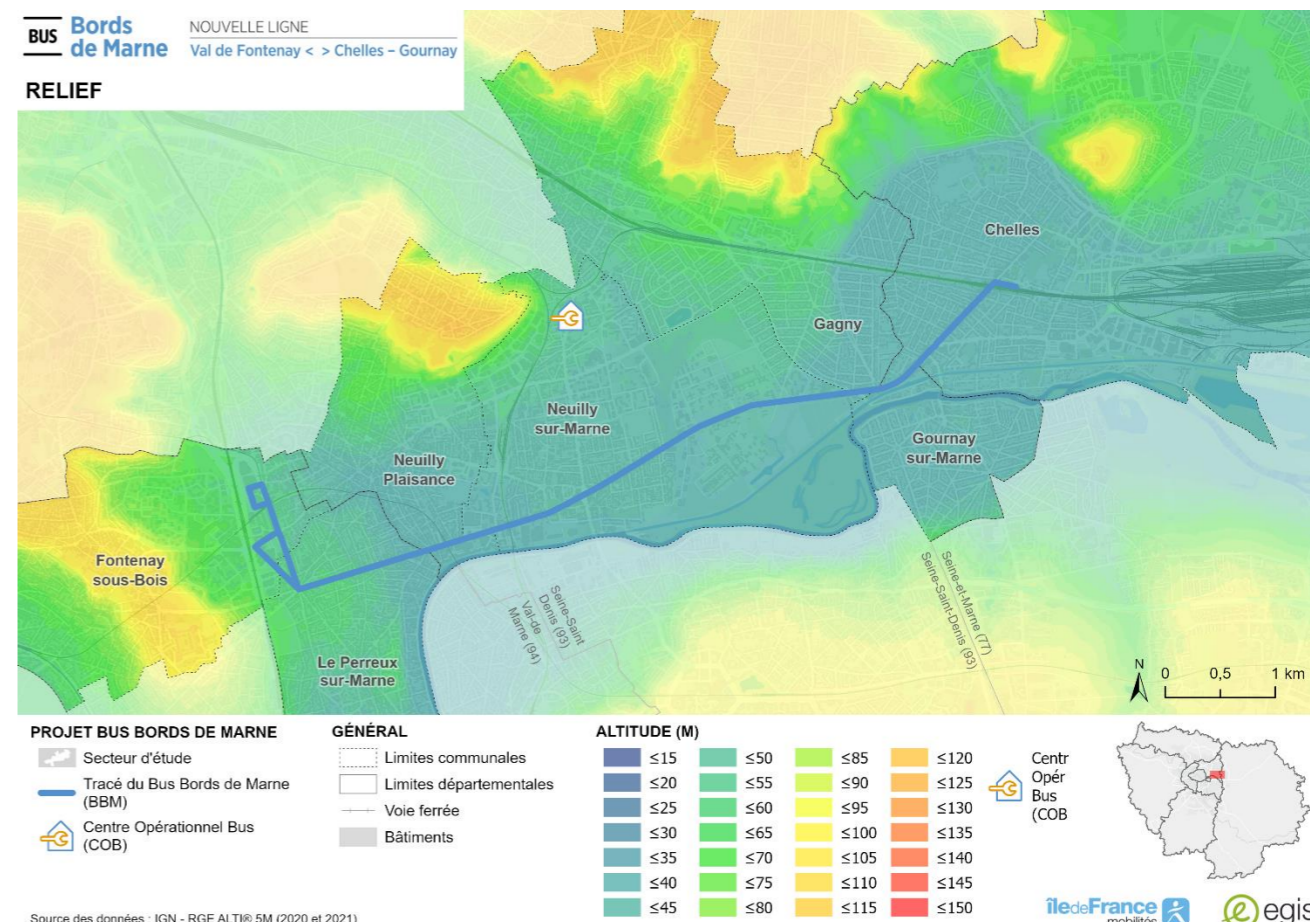 BUS Bords
de Marne
NOUVELLE LIGNE
Val de Fontenay < > Chelles – Gournay
RELIEF
Chelles
Gagny
Neuilly
sur-Marne
Gournay
sur-Marne
Neuilly
Plaisance
Fontenay
sous-Bois
Le Perreux
sur-Marne
Seine-Saint
Denis (93)
Val-de
Marne (94)
Seine-et-Marne (77)
Seine-Saint-Denis (93)
N
0 0,5 1 km
PROJET BUS BORDS DE MARNE
Secteur d'étude
Tracé du Bus Bords de Marne
(BBM)
Centre Opérationnel Bus
(COB)
GÉNÉRAL
Limites communales
Limites départementales
Voie ferrée
Bâtiments
ALTITUDE (M)
≤15 ≤50 ≤85 ≤120
≤20 ≤55 ≤90 ≤125
≤25 ≤60 ≤95 ≤130
≤30 ≤65 ≤100 ≤135
≤35 ≤70 ≤105 ≤140
≤40 ≤75 ≤110 ≤145
≤45 ≤80 ≤115 ≤150
Centr
Opér
Bus
(COB
Source des données : IGN - RGE ALTI® 5M (2020 et 2021)
îledeFrance
mobilités
egis